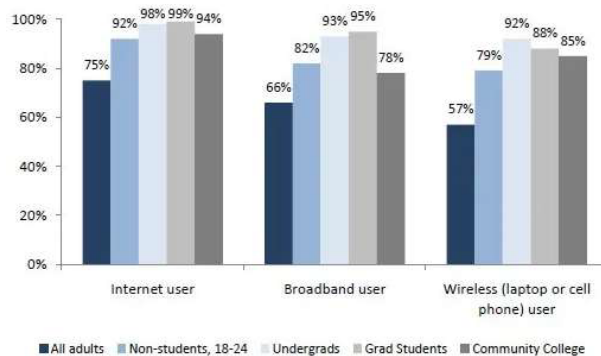 100%
80%
60%
40%
20%
0%
75%
92%
98%
99%
94%
66%
82%
93%
95%
78%
57%
79%
92%
88%
85%
Internet user
Broadband user
Wireless (laptop or cell
phone) user
All adults
Non-students, 18-24
Undergrads
Grad Students
Community College